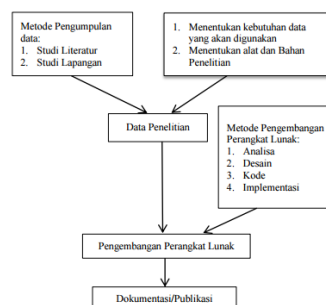 Metode Pengumpulan
data:
1. Studi Literatur
2. Studi Lapangan
1. Menentukan kebutuhan data
yang akan digunakan
2. Menentukan alat dan Bahan
Penelitian
Data Penelitian
Metode Pengembangan
Perangkat Lunak:
1. Analisa
2. Desain
3. Kode
4. Implementasi
Pengembangan Perangkat Lunak
Dokumentasi/Publikasi